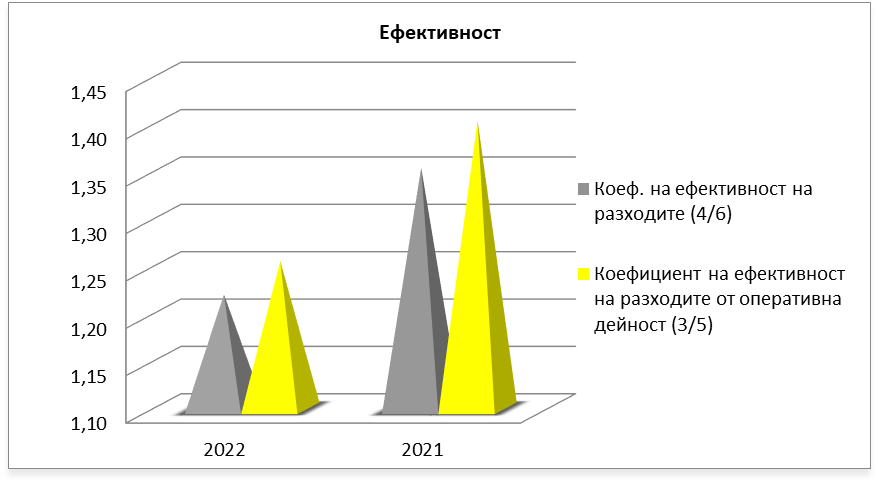 Ефективност
1,45
1,40
1,35
1,30
1,25
1,20
1,15
1,10
2022
2021
Коеф. на ефективност на
разходите (4/6)
Коефициент на ефективност
на разходите от оперативна
дейност (3/5)